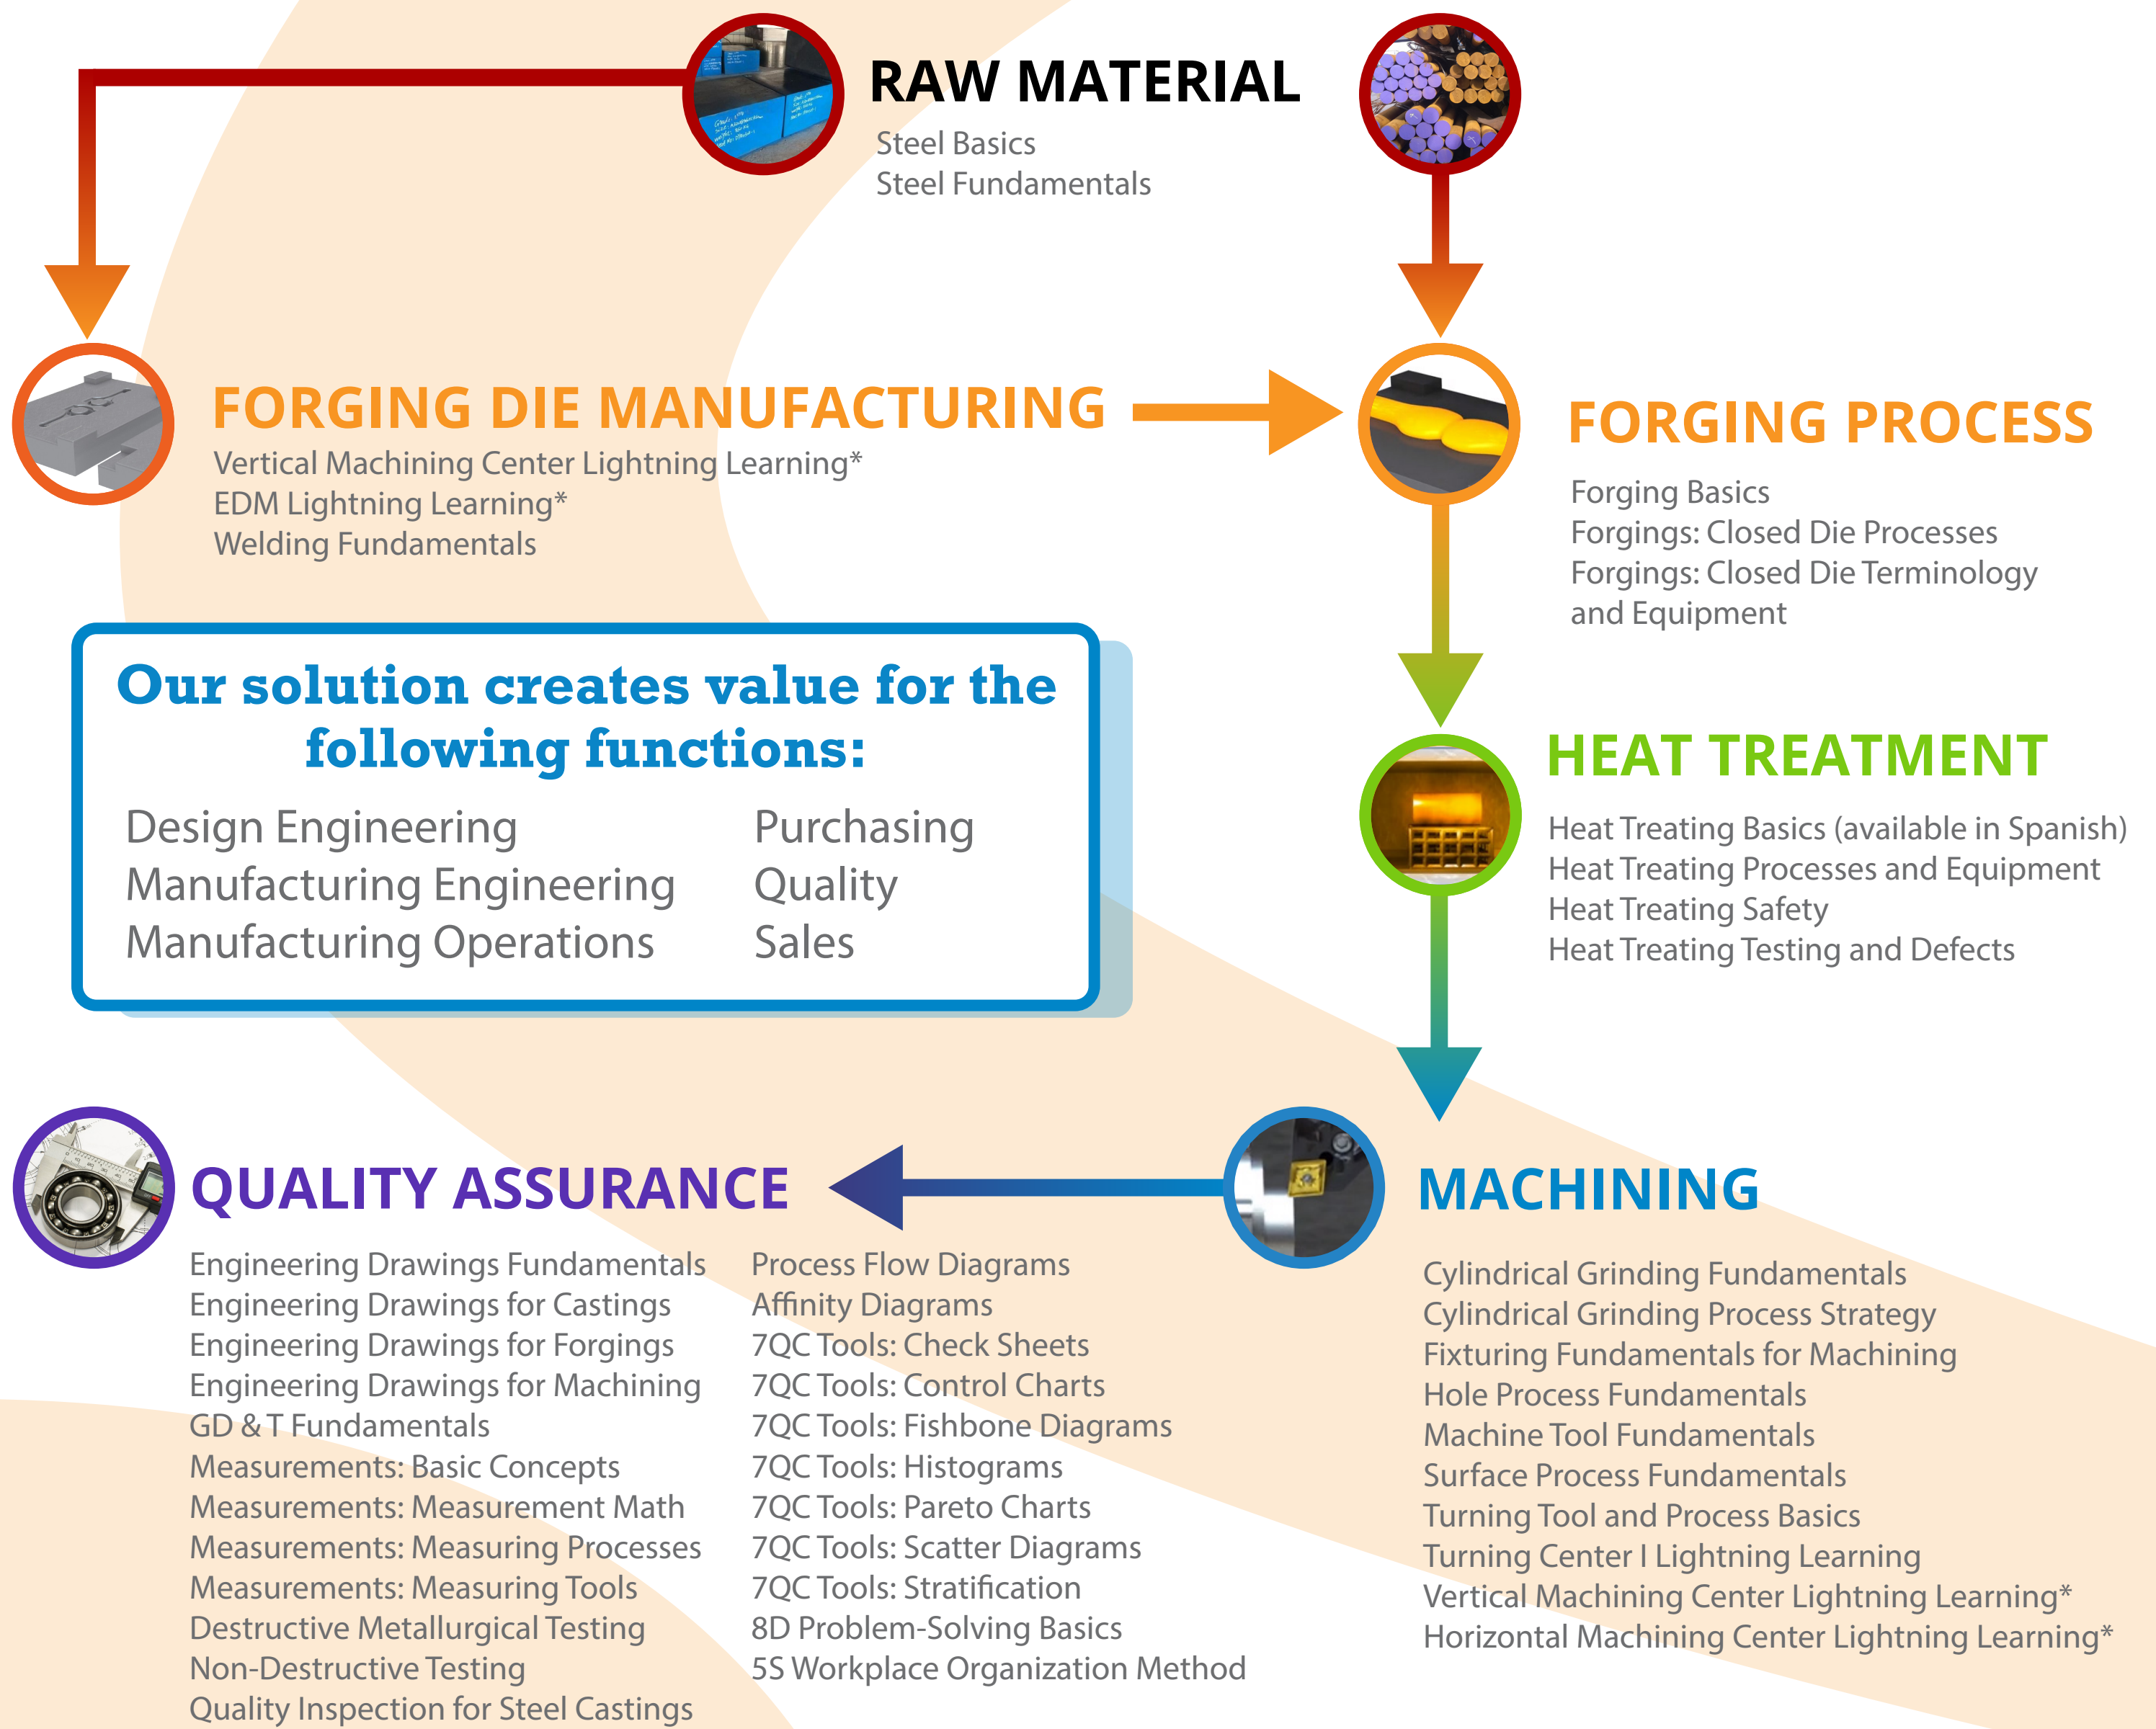 RAW MATERIAL
Steel Basics
Steel Fundamentals
FORGING DIE MANUFACTURING
Vertical Machining Center Lightning Learning*
EDM Lightning Learning*
Welding Fundamentals
FORGING PROCESS
Forging Basics
Forgings: Closed Die Processes
Forgings: Closed Die Terminology
and Equipment
Our solution creates value for the
following functions:
Design Engineering
Manufacturing Engineering
Manufacturing Operations
Purchasing
Quality
Sales
HEAT TREATMENT
Heat Treating Basics (available in Spanish)
Heat Treating Processes and Equipment
Heat Treating Safety
Heat Treating Testing and Defects
QUALITY ASSURANCE
Engineering Drawings Fundamentals
Engineering Drawings for Castings
Engineering Drawings for Forgings
Engineering Drawings for Machining
GD & T Fundamentals
Measurements: Basic Concepts
Measurements: Measurement Math
Measurements: Measuring Processes
Measurements: Measuring Tools
Destructive Metallurgical Testing
Non-Destructive Testing
Quality Inspection for Steel Castings
Process Flow Diagrams
Affinity Diagrams
7QC Tools: Check Sheets
7QC Tools: Control Charts
7QC Tools: Fishbone Diagrams
7QC Tools: Histograms
7QC Tools: Pareto Charts
7QC Tools: Scatter Diagrams
7QC Tools: Stratification
8D Problem-Solving Basics
5S Workplace Organization Method
MACHINING
Cylindrical Grinding Fundamentals
Cylindrical Grinding Process Strategy
Fixturing Fundamentals for Machining
Hole Process Fundamentals
Machine Tool Fundamentals
Surface Process Fundamentals
Turning Tool and Process Basics
Turning Center I Lightning Learning
Vertical Machining Center Lightning Learning*
Horizontal Machining Center Lightning Learning*